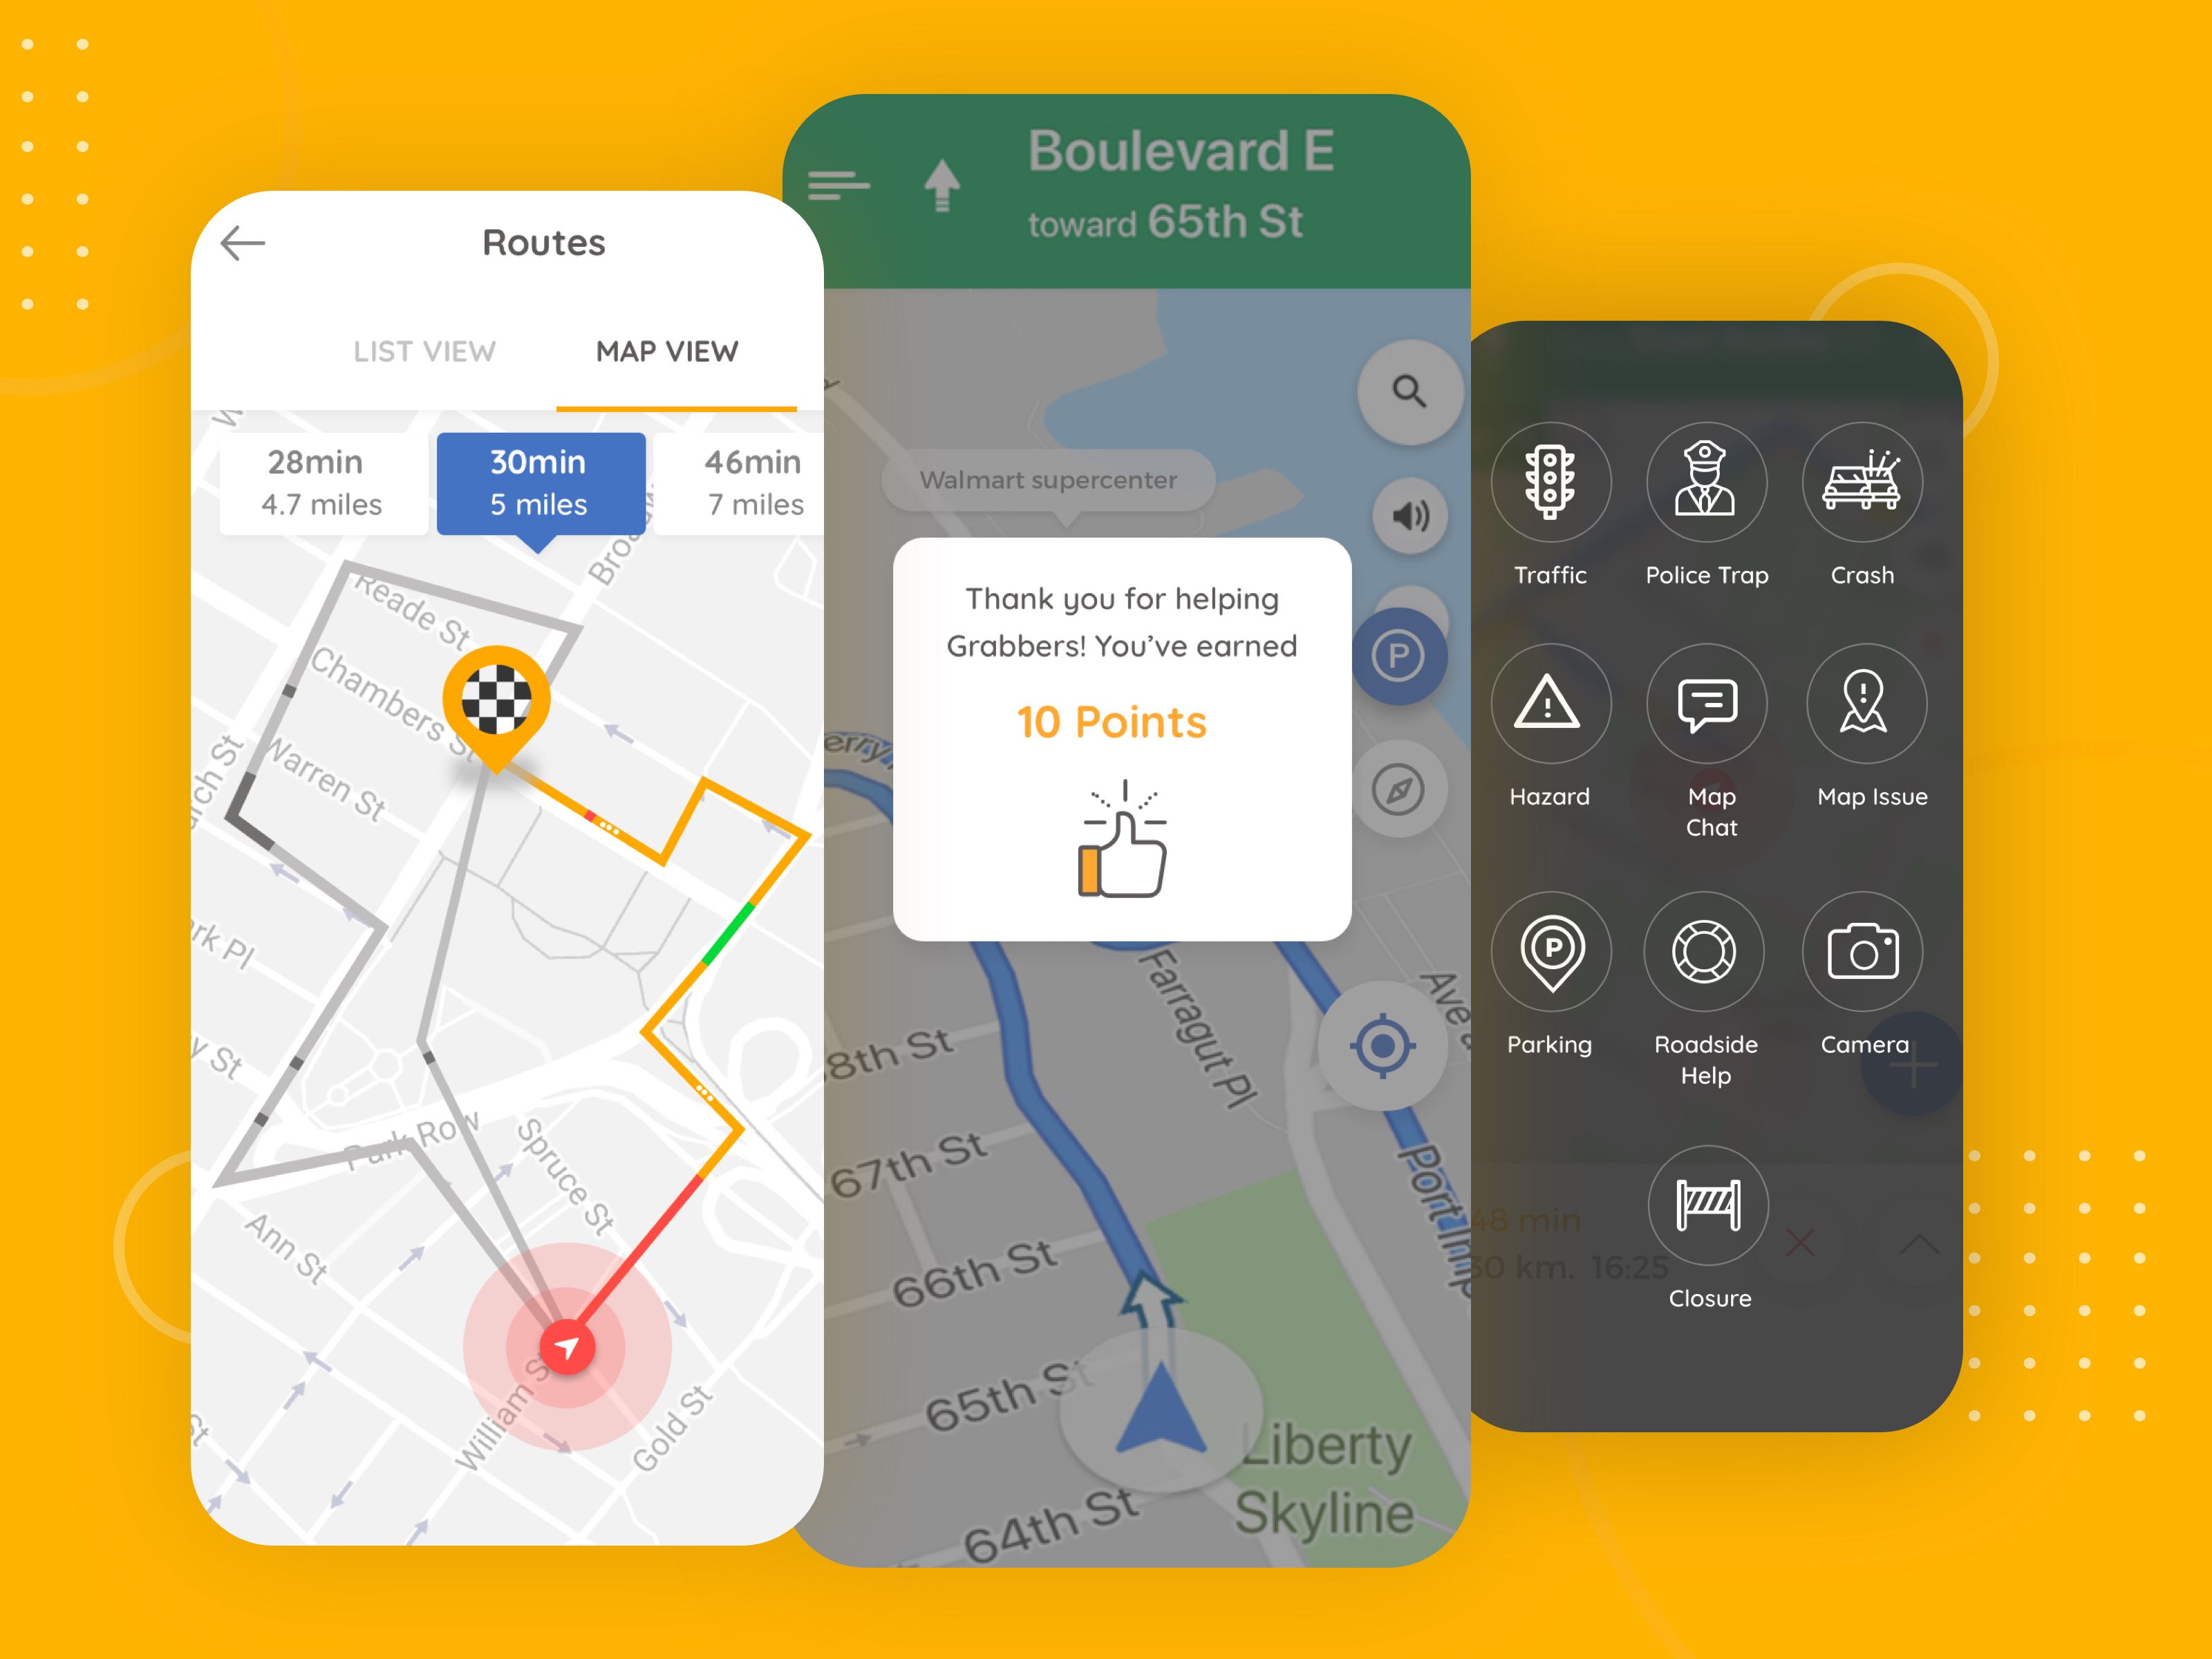 Routes
LIST VIEW
MAP VIEW
28min
4.7 miles
30min
5 miles
46min
7 miles
Reade St
Chambers St
Warren St
Park Row
Spruce St
Ann St
William St
Gold St
Boulevard E
toward 65th St
Walmart supercenter
Thank you for helping
Grabbers! You've earned
10 Points
P
Farragut Pl
67th St
66th St
65th St
64th St
Liberty
Skyline
Traffic
Police Trap
Crash
Hazard
Map
Chat
Map Issue
P
Parking
Roadside
Help
Camera
48 min
30 km. 16:25
Closure